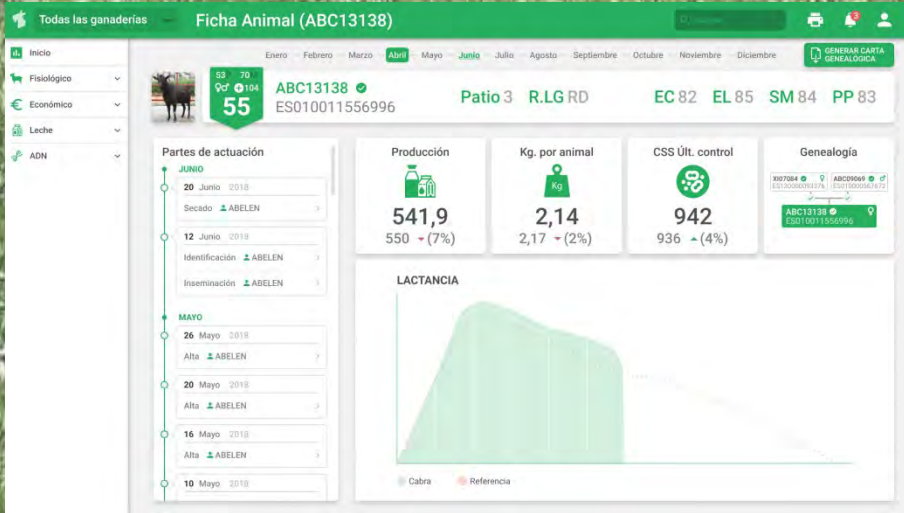 Todas las ganaderías
Ficha Animal (ABC13138)
3
Inicio
Fisiológico
Económico
Leche
ADN
Enero Febrero Marzo Abril Mayo Junio Julio Agosto Septiembre Octubre Noviembre Diciembre
GENERAR CARTA
GENEALÓGICA
53 70
104
55
ABC13138
ES010011556996
Patio 3 R.LG RD
EC 82 EL 85 SM 84 PP 83
Partes de actuación
JUNIO
20 Junio 2018
Secado ABELEN
12 Junio 2018
Identificación ABELEN
Inseminación ABELEN
MAYO
26 Mayo 2018
Alta ABELEN
20 Mayo 2018
Alta ABELEN
16 Mayo 2018
Alta ABELEN
10 Mayo 2018
Producción
541,9
550 (7%)
Kg. por animal
Kg
2,14
2,17 (2%)
CSS Últ. control
942
936 (4%)
Genealogía
XI07084 ABC09069
ABC13138
ES010011556996
LACTANCIA
Cabra Referencia